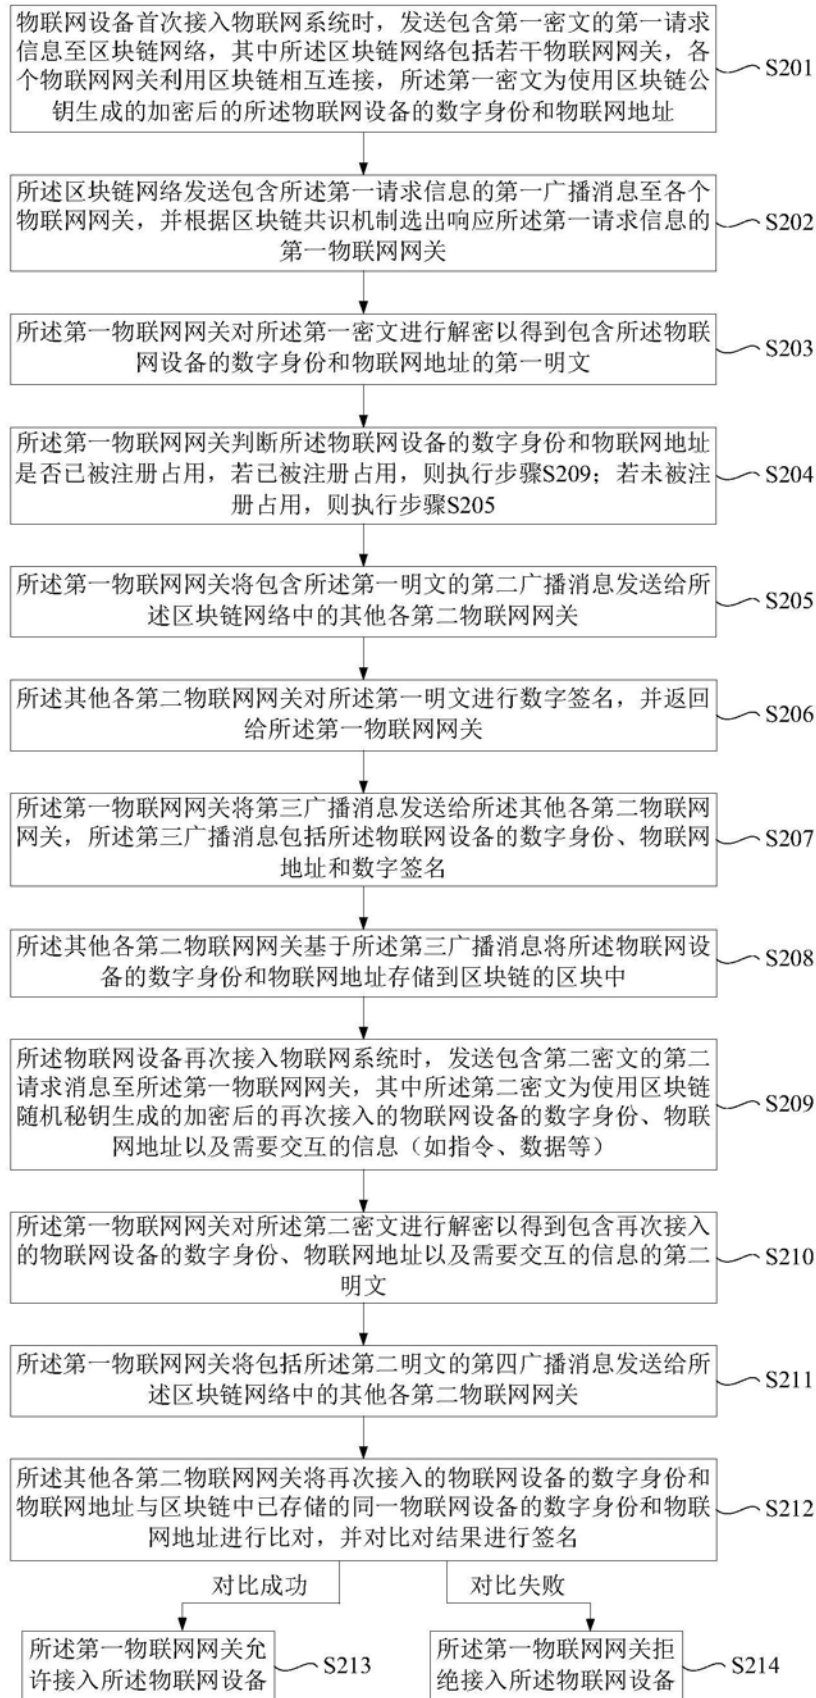 物联网设备首次接入物联网系统时，发送包含第一密文的第一请求
信息至区块链网络，其中所述区块链网络包括若干物联网网关，各
个物联网网关利用区块链相互连接，所述第一密文为使用区块链公
钥生成的加密后的所述物联网设备的数字身份和物联网地址
S201
所述区块链网络发送包含所述第一请求信息的第一广播消息至各个
物联网网关，并根据区块链共识机制选出响应所述第一请求信息的
第一物联网网关
S202
所述第一物联网网关对所述第一密文进行解密以得到包含所述物联
网设备的数字身份和物联网地址的第一明文
S203
所述第一物联网网关判断所述物联网设备的数字身份和物联网地址
是否已被注册占用，若已被注册占用，则执行步骤S209；若未被注
册占用，则执行步骤S205
S204
所述第一物联网网关将包含所述第一明文的第二广播消息发送给所
述区块链网络中的其他各第二物联网网关
S205
所述其他各第二物联网网关对所述第一明文进行数字签名，并返回
给所述第一物联网网关
S206
所述第一物联网网关将第三广播消息发送给所述其他各第二物联网
网关，所述第三广播消息包括所述物联网设备的数字身份、物联网
地址和数字签名
S207
所述其他各第二物联网网关基于所述第三广播消息将所述物联网设
备的数字身份和物联网地址存储到区块链的区块中
S208
所述物联网设备再次接入物联网系统时，发送包含第二密文的第二
请求消息至所述第一物联网网关，其中所述第二密文为使用区块链
随机秘钥生成的加密后的再次接入的物联网设备的数字身份、物联
网地址以及需要交互的信息（如指令、数据等）
S209
所述第一物联网网关对所述第二密文进行解密以得到包含再次接入
的物联网设备的数字身份、物联网地址以及需要交互的信息的第二
明文
S210
所述第一物联网网关将包括所述第二明文的第四广播消息发送给所
述区块链网络中的其他各第二物联网网关
S211
所述其他各第二物联网网关将再次接入的物联网设备的数字身份和
物联网地址与区块链中已存储的同一物联网设备的数字身份和物联
网地址进行比对，并对比对结果进行签名
S212
对比成功
对比失败
所述第一物联网网关允
许接入所述物联网设备
S213
所述第一物联网网关拒
绝接入所述物联网设备
S214